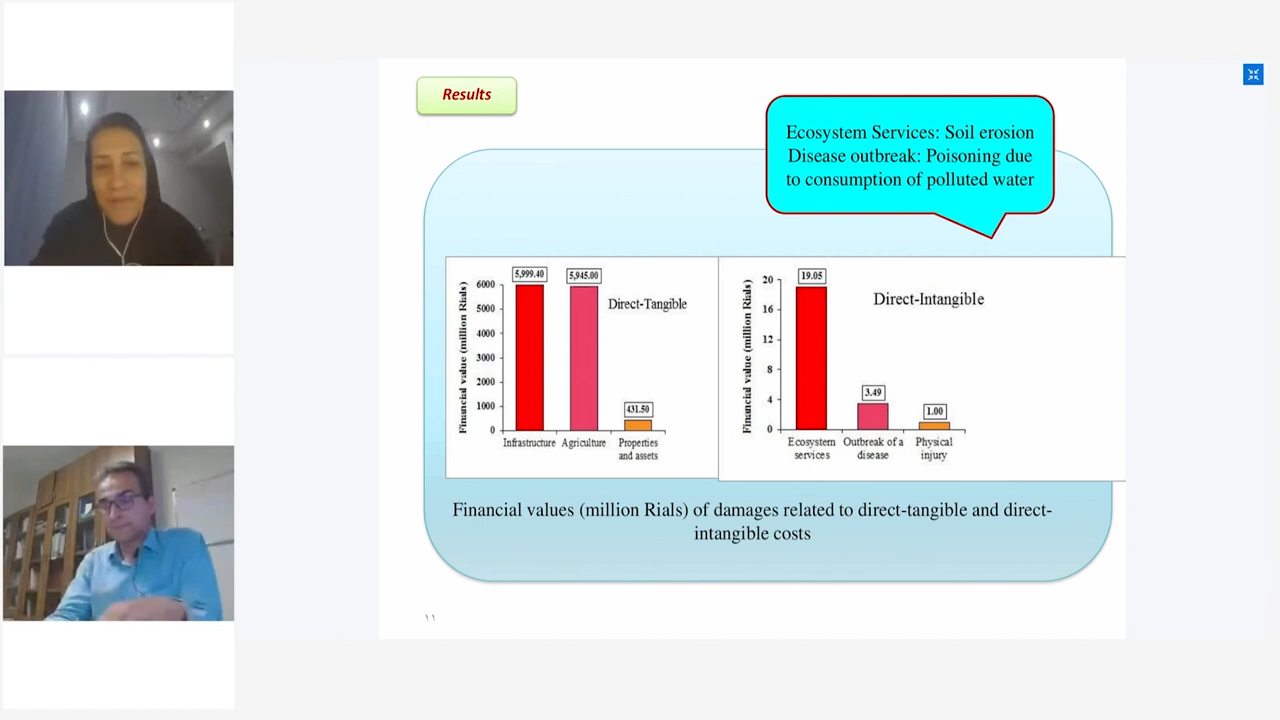 Results
Ecosystem Services: Soil erosion
Disease outbreak: Poisoning due
to consumption of polluted water
Financial value (million Rials)
6000
5000
4000
3000
2000
1000
0
5,999.40
5,945.00
431.50
Direct-Tangible
Infrastructure
Agriculture
Properties
and assets
Financial value (million Rials)
20
16
12
8
4
0
19.05
3.49
1.00
Direct-Intangible
Ecosystem
services
Outbreak of a
disease
Physical
injury
Financial values (million Rials) of damages related to direct-tangible and direct-
intangible costs
۱۱